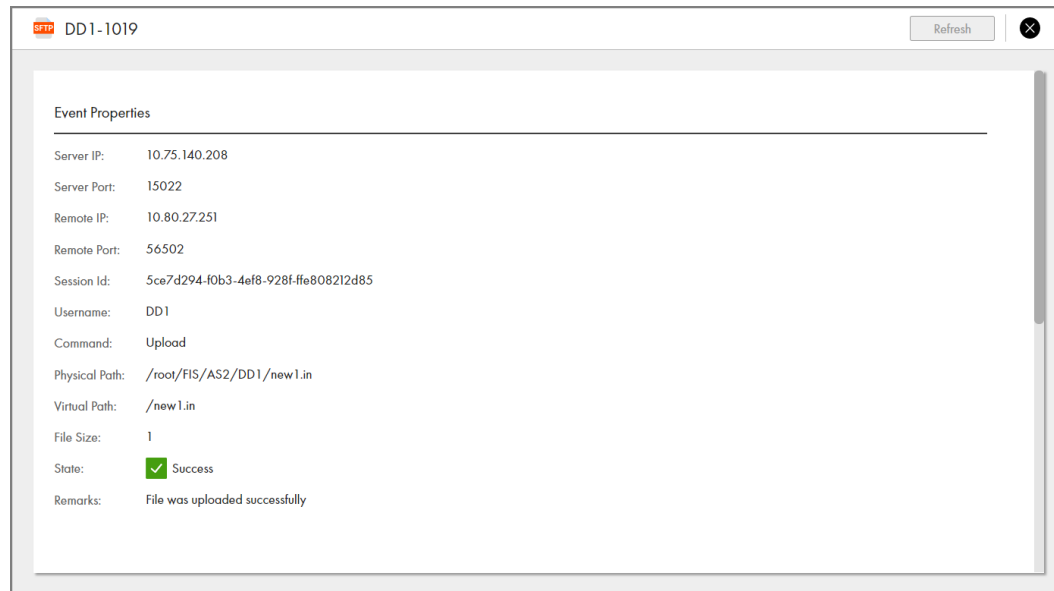 SFTP DD1-1019 Refresh
Event Properties
Server IP: 10.75.140.208
Server Port: 15022
Remote IP: 10.80.27.251
Remote Port: 56502
Session Id: 5ce7d294-f0b3-4ef8-928f-ffe808212d85
Username: DD1
Command: Upload
Physical Path: /root/FIS/AS2/DD1/new1.in
Virtual Path: /new1.in
File Size: 1
State: Success
Remarks: File was uploaded successfully